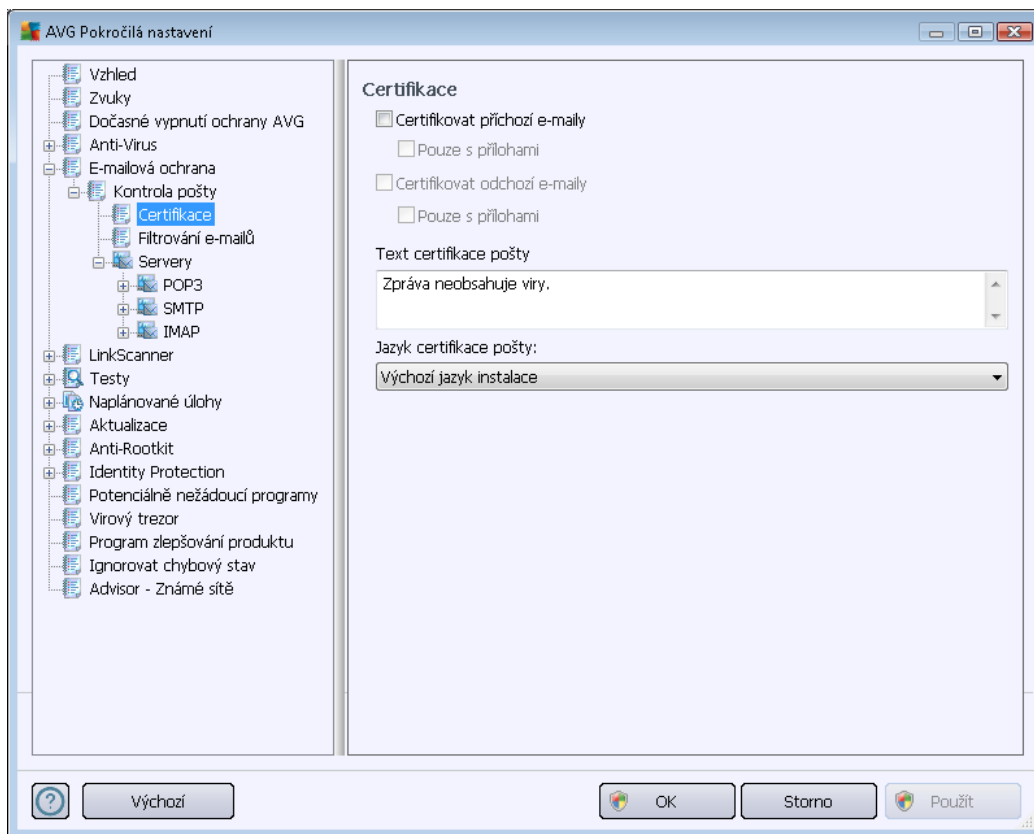 AVG Pokročilá nastavení
Vzhled
Zvuky
Dočasné vypnutí ochrany AVG
Anti-Virus
E-mailová ochrana
Kontrola pošty
Certifikace
Filtrování e-mailů
Servery
POP3
SMTP
IMAP
LinkScanner
Testy
Naplánované úlohy
Aktualizace
Anti-Rootkit
Identity Protection
Potenciálně nežádoucí programy
Virový trezor
Program zlepšování produktu
Ignorovat chybový stav
Advisor - Známé sítě
Certifikace
Certifikovat příchozí e-maily
Pouze s přílohami
Certifikovat odchozí e-maily
Pouze s přílohami
Text certifikace pošty
Zpráva neobsahuje viry.
Jazyk certifikace pošty:
Výchozí jazyk instalace
?
Výchozí
OK
Storno
Použít